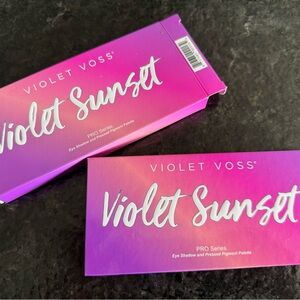 VIOLET VOSS®
Violet Sunset
PRO Series
Eye Shadow and Pressed Pigment Palette
VIOLET VOSS®
Violet Sunset
PRO Series
Eye Shadow and Pressed Pigment Palette